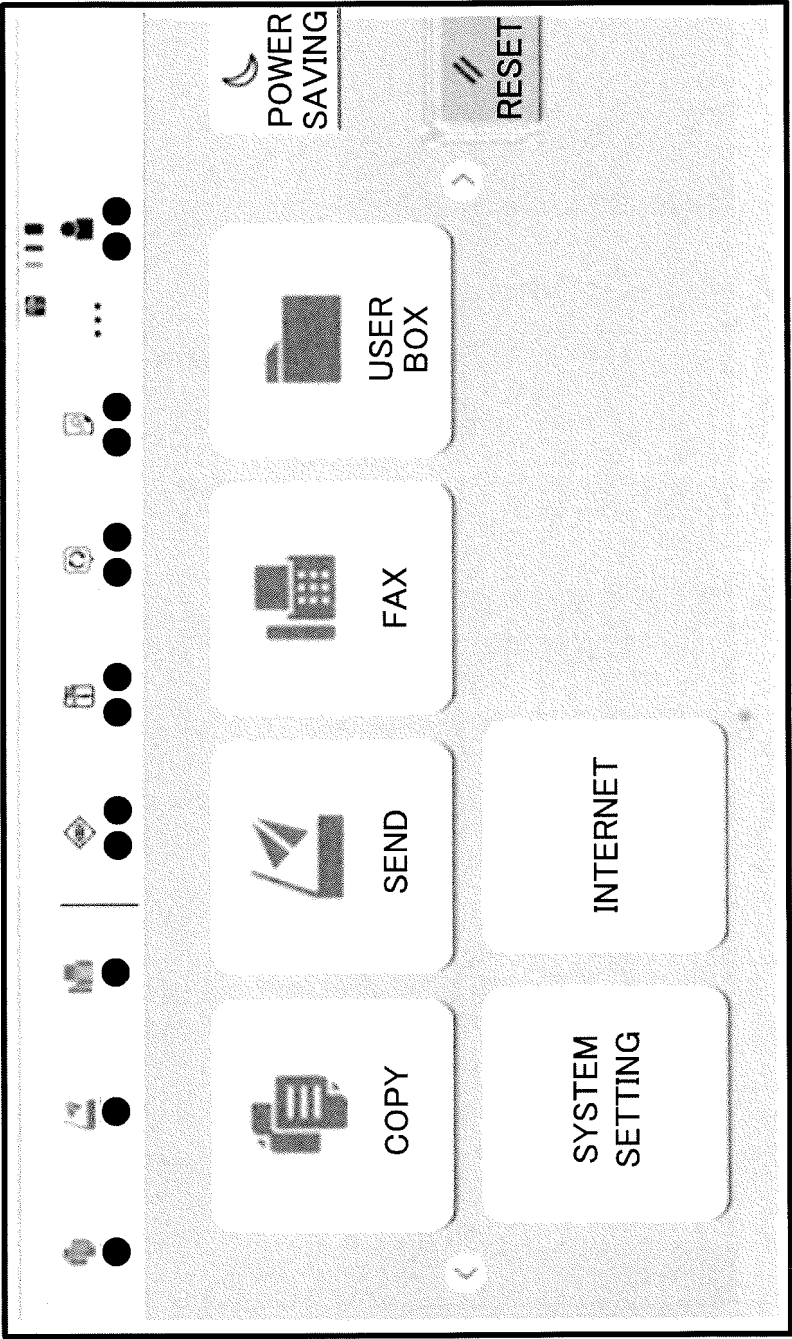 POWER
SAVING
COPY
SEND
FAX
USER
BOX
RESET
SYSTEM
SETTING
INTERNET